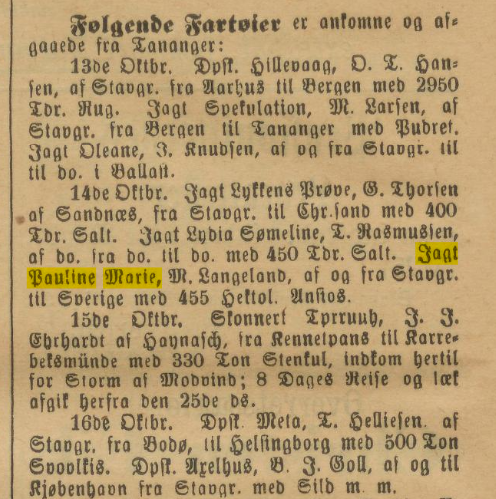 Følgende Fartøier er ankomne og af-
gaaede fra Tananger:
13de Oktbr. Dpsk. Hillevaag, O. T. Han-
sen, af Stavgr. fra Aarhus til Bergen med 2950
Tdr. Rug. Jagt Spekulation, M. Larsen, af
Stavgr. fra Bergen til Tananger med Pudret.
Jagt Oleane, J. Knudsen, af og fra Stavgr. til
til do. i Ballast.
14de Oktbr. Jagt Lykkens Prøve, G. Thorsen
af Sandnæs, fra Stavgr. til Chr.sand med 400
Tdr. Salt. Jagt Lydia Sømeline, T. Rasmussen,
af do. fra do. til do. med 450 Tdr. Salt. Jagt
Pauline Marie, M. Langeland, af og fra Stavgr.
til Sverige med 455 Hektol. Ansios.
15de Oktbr. Skonnert Tprruuh, J. J.
Ehrhardt af Haynasch, fra Kennetpans til Karre-
beksmünde med 330 Ton Stenkul, indkom hertil
for Storm af Modvind; 8 Dages Reise og læk
afgik herfra den 25de ds.
16de Oktbr. Dpsk. Meta, T. Helliesen. af
Stavgr. fra Bodø, til Helsingborg med 500 Ton
Svovlkis. Dpsk. Axelhus, B. J. Goll, af og til
Kjøbenhavn fra Stavgr. med Sild m. m.